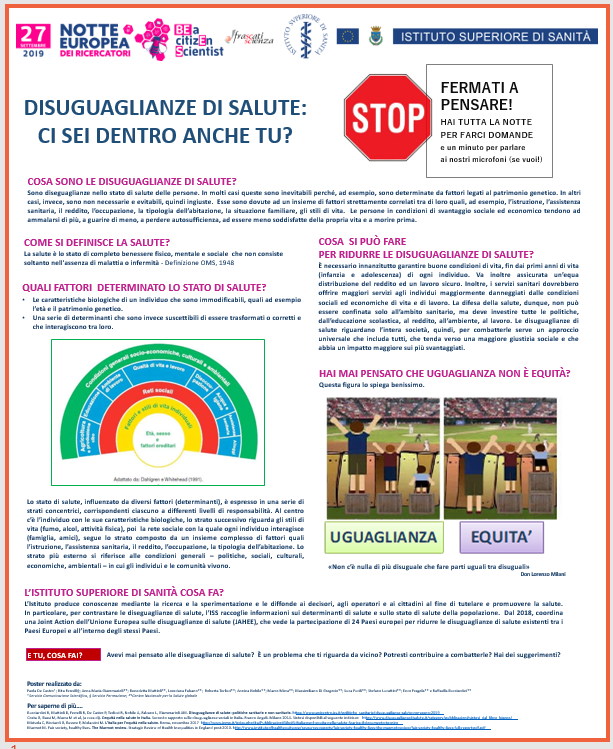 27
SETTEMBRE
2019
NOTTE
EUROPEA
DEI RICERCATORI
BEa
citizEn
Scientist
frascati
scienza
ISTITUTO SUPERIORE DI SANITÀ
ISTITUTO SUPERIORE DI SANITÀ
DISUGUAGLIANZE DI SALUTE:
CI SEI DENTRO ANCHE TU?
STOP
FERMATI A
PENSARE!
HAI TUTTA LA NOTTE
PER FARCI DOMANDE
e un minuto per parlare
ai nostri microfoni (se vuoi!)
COSA SONO LE DISUGUAGLIANZE DI SALUTE?
Sono diseguaglianze nello stato di salute delle persone. In molti casi queste sono inevitabili perché, ad esempio, sono determinate da fattori legati al patrimonio genetico. In altri
casi, invece, sono non necessarie e evitabili, quindi ingiuste. Esse sono dovute ad un insieme di fattori strettamente correlati tra di loro quali, ad esempio, l'istruzione, l'assistenza
sanitaria, il reddito, l'occupazione, la tipologia dell'abitazione, la situazione familiare, gli stili di vita. Le persone in condizioni di svantaggio sociale ed economico tendono ad
ammalarsi di più, a guarire di meno, a perdere autosufficienza, ad essere meno soddisfatte della propria vita e a morire prima.
COME SI DEFINISCE LA SALUTE?
La salute è lo stato di completo benessere fisico, mentale e sociale che non consiste
soltanto nell'assenza di malattia o infermità - Definizione OMS, 1948
QUALI FATTORI DETERMINATO LO STATO DI SALUTE?
• Le caratteristiche biologiche di un individuo che sono immodificabili, quali ad esempio
l'età e il patrimonio genetico.
• Una serie di determinanti che sono invece suscettibili di essere trasformati o corretti e
che interagiscono tra loro.
Condizioni generali socio-economiche, culturali e ambientali
Agricoltura e produzione cibo
Educazione
Ambiente di lavoro
Qualità di vita e lavoro
Disoccupazione
Acqua e igiene
Reti sociali
Fattori e stili di vita individuali
Età, sesso
e
fattori ereditari
Adattato da: Dahlgren e Whitehead (1991).
Lo stato di salute, influenzato da diversi fattori (determinanti), è espresso in una serie di
strati concentrici, corrispondenti ciascuno a differenti livelli di responsabilità. Al centro
c'è l'individuo con le sue caratteristiche biologiche, lo strato successivo riguarda gli stili di
vita (fumo, alcol, attività fisica), poi la rete sociale con la quale ogni individuo interagisce
(famiglia, amici), segue lo strato composto da un insieme complesso di fattori quali
l'istruzione, l'assistenza sanitaria, il reddito, l'occupazione, la tipologia dell'abitazione. Lo
strato più esterno si riferisce alle condizioni generali – politiche, sociali, culturali,
economiche, ambientali – in cui gli individui e le comunità vivono.
COSA SI PUÒ FARE
PER RIDURRE LE DISUGUAGLIANZE DI SALUTE?
È necessario innanzitutto garantire buone condizioni di vita, fin dai primi anni di vita
(infanzia e adolescenza) di ogni individuo. Va inoltre assicurata un'equa
distribuzione del reddito ed un lavoro sicuro. Inoltre, i servizi sanitari dovrebbero
offrire maggiori servizi agli individui maggiormente danneggiati dalle condizioni
sociali ed economiche di vita e di lavoro. La difesa della salute, dunque, non può
essere confinata solo all'ambito sanitario, ma deve investire tutte le politiche,
dall'educazione scolastica, al reddito, all'ambiente, al lavoro. Le disuguaglianze di
salute riguardano l'intera società, quindi, per combatterle serve un approccio
universale che includa tutti, che tenda verso una maggiore giustizia sociale e che
abbia un impatto maggiore sui più svantaggiati.
HAI MAI PENSATO CHE UGUAGLIANZA NON È EQUITÀ?
Questa figura lo spiega benissimo.
UGUAGLIANZA
EQUITA'
«Non c'è nulla di più disuguale che fare parti uguali tra disuguali»
Don Lorenzo Milani
L'ISTITUTO SUPERIORE DI SANITÀ COSA FA?
L'Istituto produce conoscenze mediante la ricerca e la sperimentazione e le diffonde ai decisori, agli operatori e ai cittadini al fine di tutelare e promuovere la salute.
In particolare, per contrastare le diseguaglianze di salute, l'ISS raccoglie informazioni sui determinanti di salute e sullo stato di salute della popolazione. Dal 2018, coordina
una Joint Action dell'Unione Europea sulle disuguaglianze di salute (JAHEE), che vede la partecipazione di 24 Paesi europei per ridurre le disuguaglianze di salute esistenti tra i
Paesi Europei e all'interno degli stessi Paesi.
E TU, COSA FAI?
Avevi mai pensato alle diseguaglianze di salute? È un problema che ti riguarda da vicino? Potresti contribuire a combatterle? Hai dei suggerimenti?
Poster realizzato da:
Per saperne di più....
1